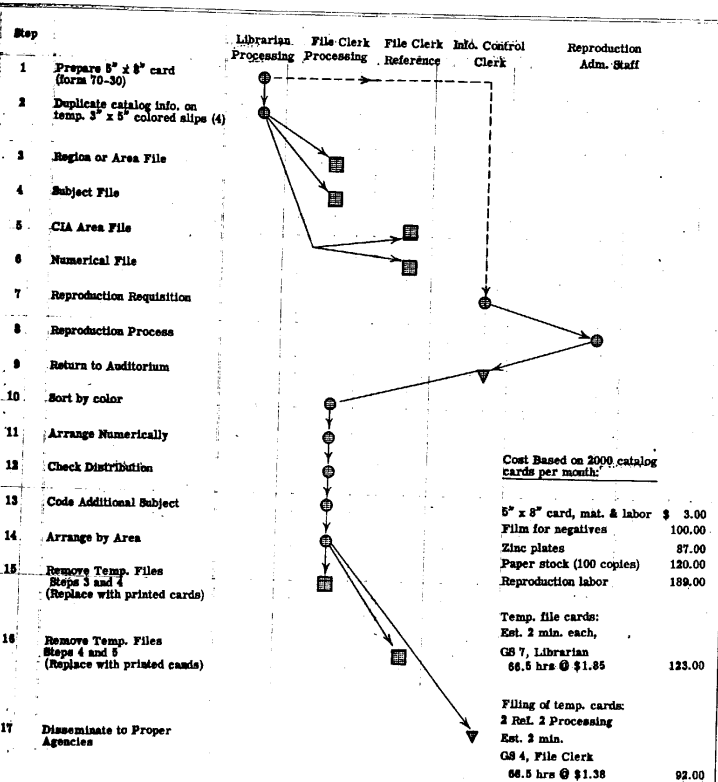 Step
Librarian Processing
File Clerk Processing
File Clerk Reference
Info. Control Clerk
Reproduction Adm. Staff
1 Prepare 5" x 8" card
(form 70-30)
2 Duplicate catalog info. on
temp. 3" x 5" colored slips (4)
3 Region or Area File
4 Subject File
5 CIA Area File
6 Numerical File
7 Reproduction Requisition
8 Reproduction Process
9 Return to Auditorium
10 Sort by color
11 Arrange Numerically
12 Check Distribution
13 Code Additional Subject
14 Arrange by Area
15 Remove Temp. Files
Steps 3 and 4
(Replace with printed cards)
16 Remove Temp. Files
Steps 4 and 5
(Replace with printed cards)
17 Disseminate to Proper
Agencies
Cost Based on 2000 catalog
cards per month:
5" x 8" card, mat. & labor $ 3.00
Film for negatives 100.00
Zinc plates 87.00
Paper stock (100 copies) 120.00
Reproduction labor 189.00
Temp. file cards:
Est. 2 min. each,
GS 7, Librarian
66.5 hrs @ $1.85 123.00
Filing of temp. cards:
2 Ref. 2 Processing
Est. 2 min.
GS 4, File Clerk
66.5 hrs @ $1.38 92.00